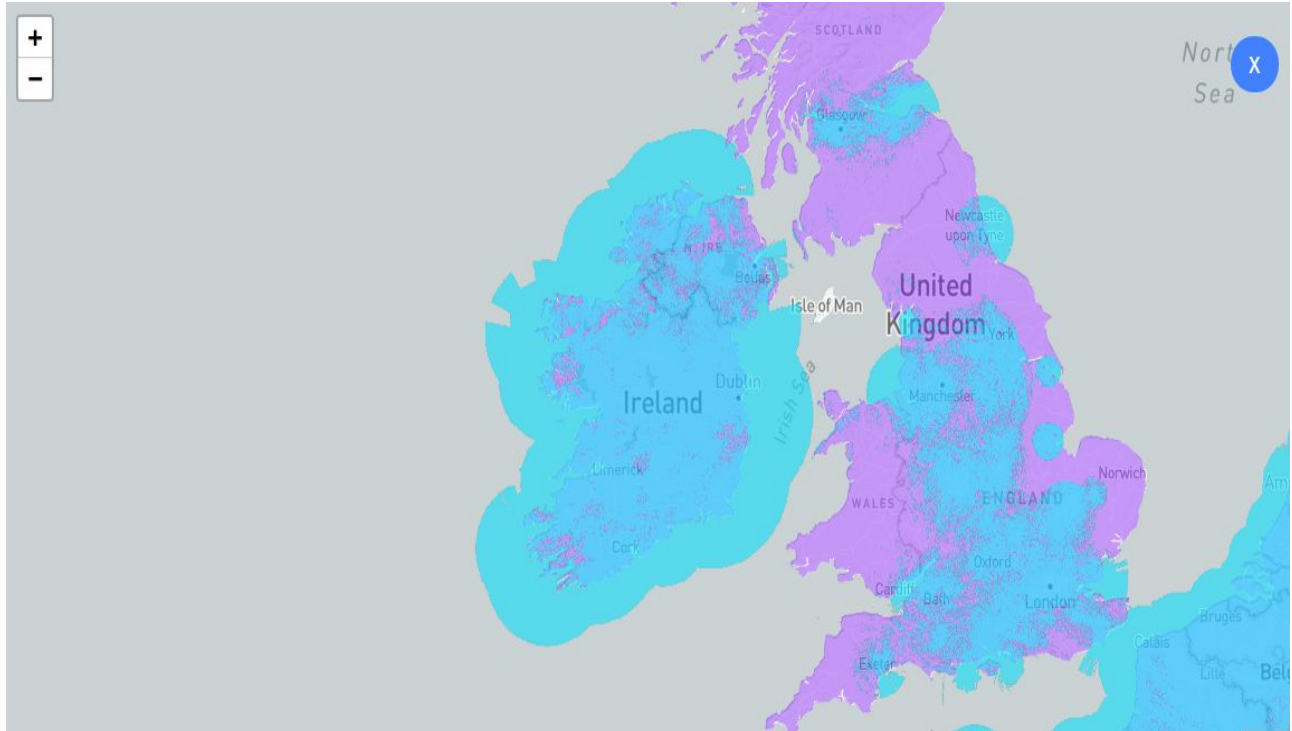 +
−
SCOTLAND
North
Sea
X
Glasgow
Newcastle
upon Tyne
N. IRE
Isle of Man
United
Kingdom
York
Dublin
Ireland
Irish Sea
Manchester
Limerick
Norwich
WALES
ENGLAND
Cork
Oxford
Cardiff
Bath
London
Bruges
Calais
Exeter
Lille